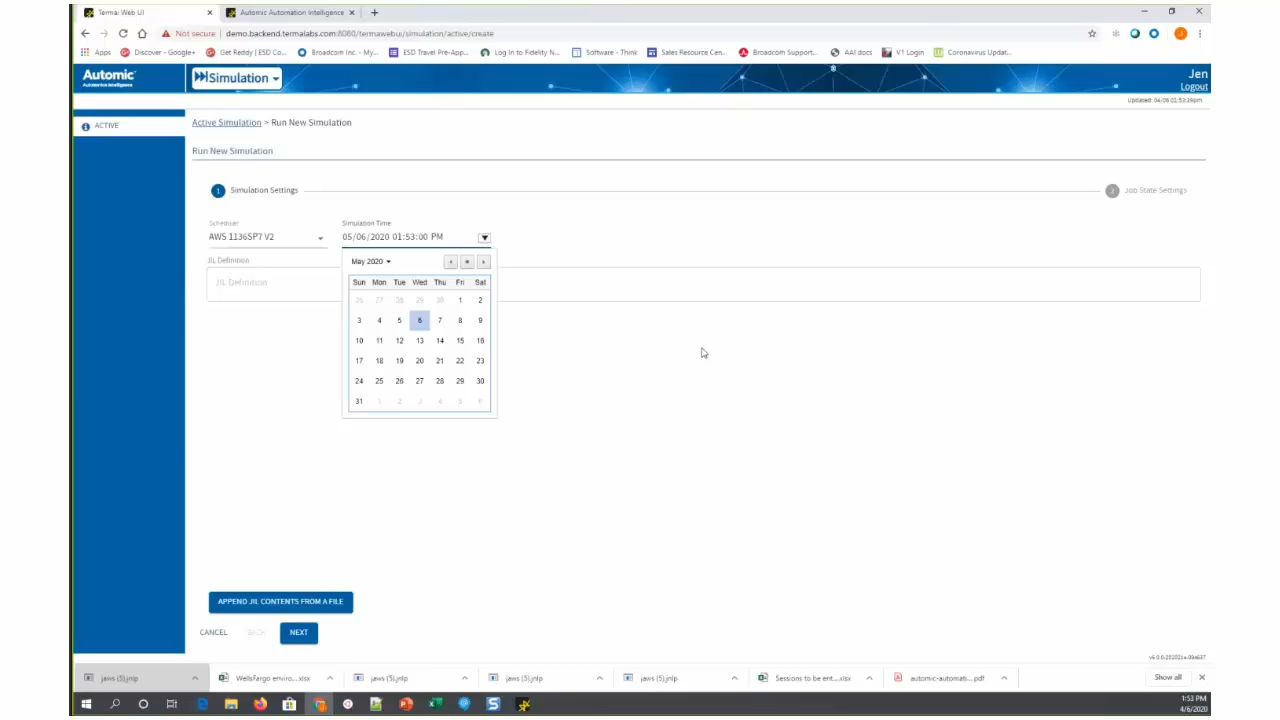 Terma: Web UI
Automic Automation Intelligence
Not secure | demo.backend.termalabs.com:8080/termawebui/simulation/active/create
Apps Discover - Google+ Get Reddy | ESD Co... Broadcom Inc. - My... ESD Travel Pre-App... Log In to Fidelity N... Software - Think Sales Resource Cen... Broadcom Support... AAI docs V1 Login Coronavirus Updat...
Automic
Automation Intelligence
Simulation
Jen
Logout
Updated: 04/06 01:53:39pm
ACTIVE
Active Simulation > Run New Simulation
Run New Simulation
1 Simulation Settings
2 Job State Settings
Scheduler
AWS 1136SP7 V2
Simulation Time
05/06/2020 01:53:00 PM
May 2020
Sun Mon Tue Wed Thu Fri Sat
26 27 28 29 30 1 2
3 4 5 6 7 8 9
10 11 12 13 14 15 16
17 18 19 20 21 22 23
24 25 26 27 28 29 30
31 1 2 3 4 5 6
JIL Definition
JIL Definition
APPEND JIL CONTENTS FROM A FILE
CANCEL BACK NEXT
jaws (5).jnlp
WellsFargo enviro....xlsx
jaws (5).jnlp
jaws (5).jnlp
jaws (5).jnlp
Sessions to be ent....xlsx
automic-automati....pdf
Show all
1:53 PM
4/6/2020